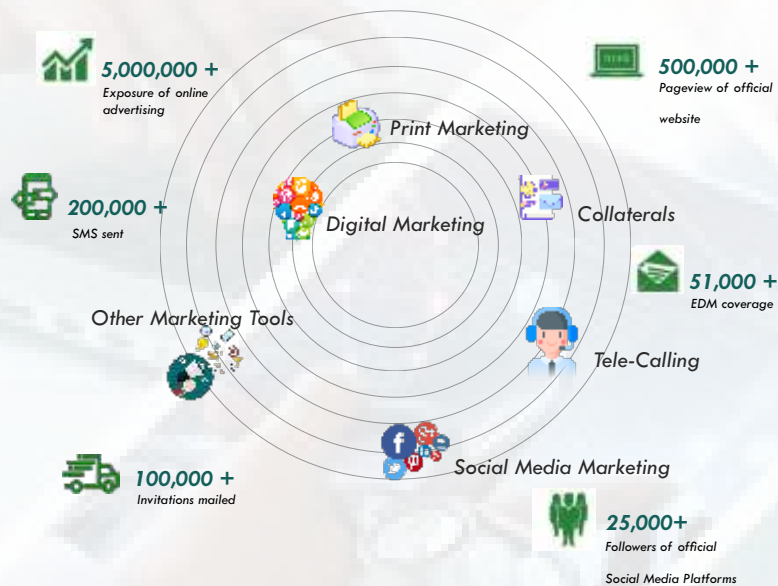 5,000,000 +
Exposure of online
advertising
500,000 +
Pageview of official
website
Print Marketing
200,000 +
SMS sent
Digital Marketing
Collaterals
51,000 +
EDM coverage
Other Marketing Tools
Tele-Calling
Social Media Marketing
100,000 +
Invitations mailed
25,000+
Followers of official
Social Media Platforms